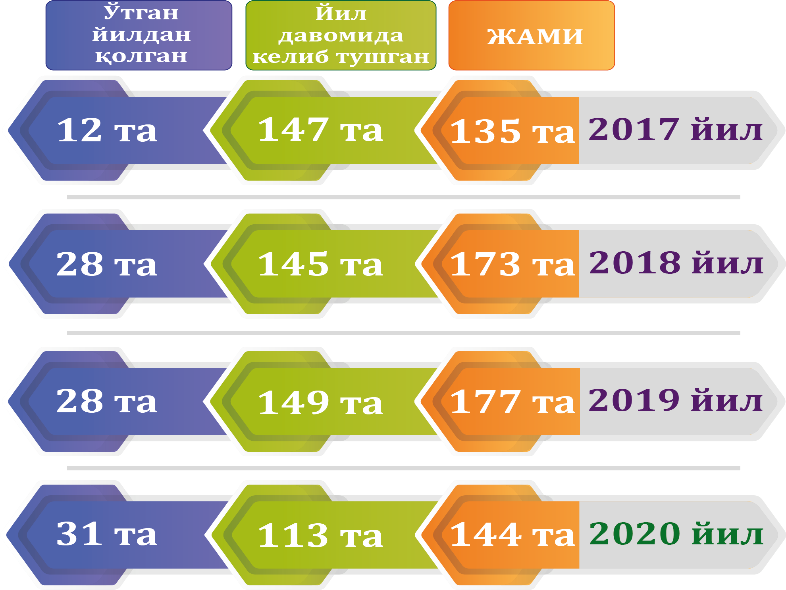 Ўтган
йилдан
қолган
Йил
давомида
келиб тушган
ЖАМИ
12 та 147 та 135 та 2017 йил
28 та 145 та 173 та 2018 йил
28 та 149 та 177 та 2019 йил
31 та 113 та 144 та 2020 йил